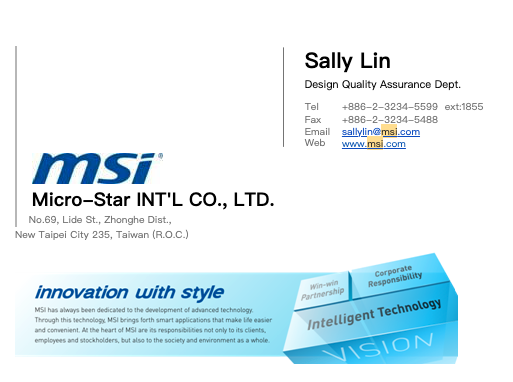 Sally Lin
Design Quality Assurance Dept.
Tel +886-2-3234-5599 ext:1855
Fax +886-2-3234-5488
Email sallylin@msi.com
Web www.msi.com
msi®
Micro-Star INT'L CO., LTD.
No.69, Lide St., Zhonghe Dist.,
New Taipei City 235, Taiwan (R.O.C.)
innovation with style
MSI has always been dedicated to the development of advanced technology.
Through this technology, MSI brings forth smart applications that make life easier
and convenient. At the heart of MSI are its responsibilities not only to its clients,
employees and stockholders, but also to the society and environment as a whole.
Win-win
Partnership
Corporate
Responsibility
Intelligent Technology
VISION